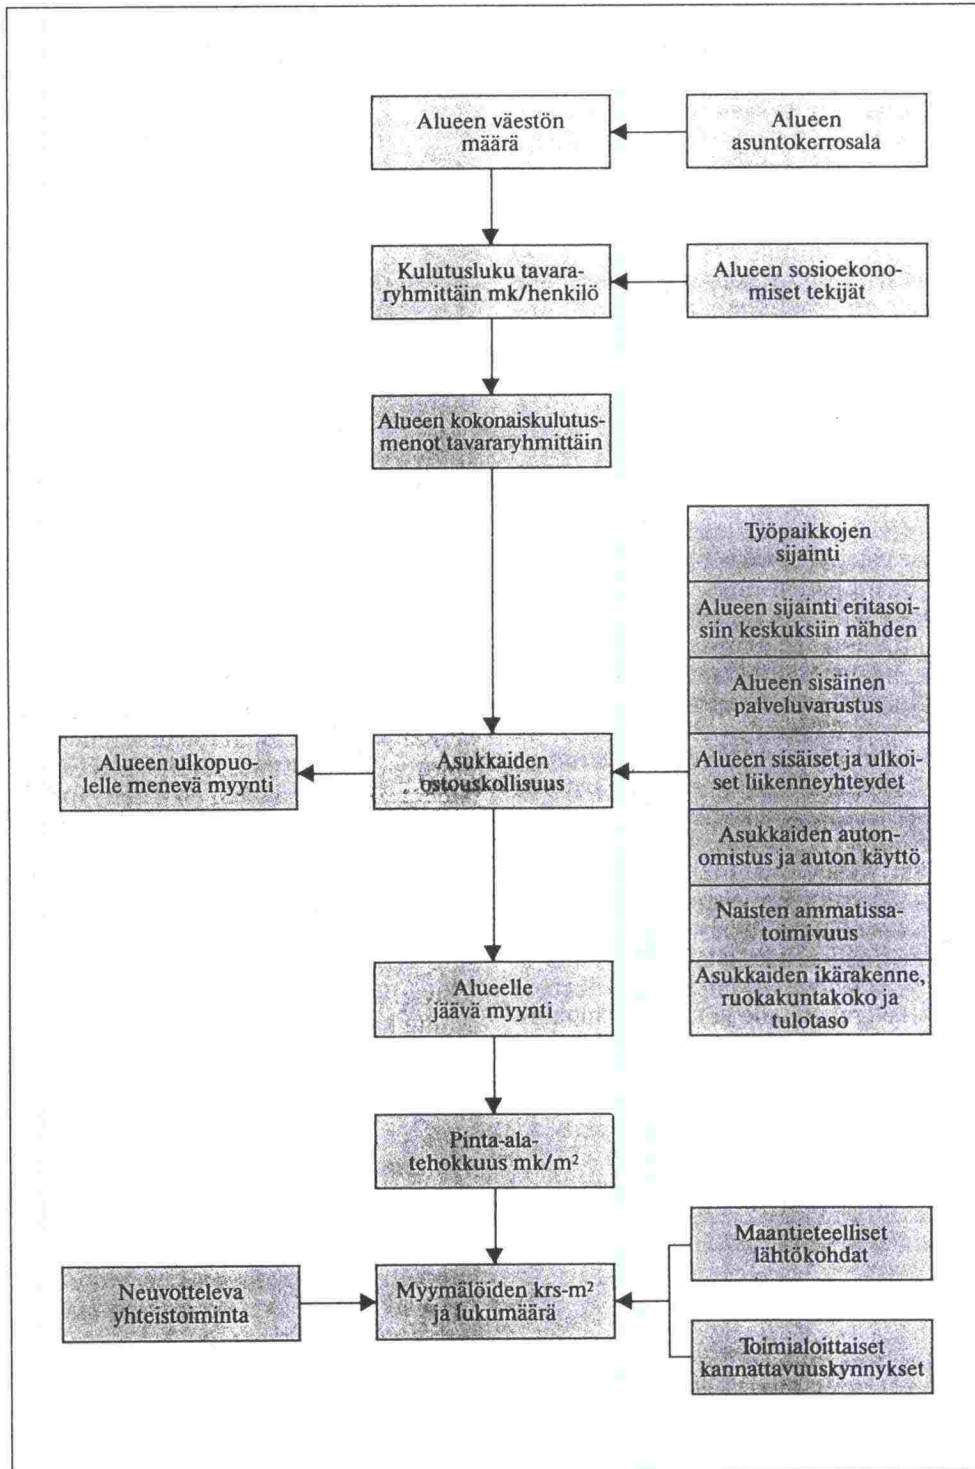 Alueen väestön
määrä
Alueen
asuntokerrosala
Kulutusluku tavara-
ryhmittäin mk/henkilö
Alueen sosioekono-
miset tekijät
Alueen kokonaiskulutus-
menot tavararyhmittäin
Työpaikkojen
sijainti
Alueen sijainti eritasoi-
siin keskuksiin nähden
Alueen sisäinen
palveluvarustus
Alueen ulkopuo-
lelle menevä myynti
Asukkaiden
ostouskollisuus
Alueen sisäiset ja ulkoi-
set liikenneyhteydet
Asukkaiden auton-
omistus ja auton käyttö
Naisten ammatissa-
toimivuus
Asukkaiden ikärakenne,
ruokakuntakoko ja
tulotaso
Alueelle
jäävä myynti
Pinta-ala-
tehokkuus mk/m²
Maantieteelliset
lähtökohdat
Neuvotteleva
yhteistoiminta
Myymälöiden krs-m²
ja lukumäärä
Toimialoittaiset
kannattavuuskynnykset